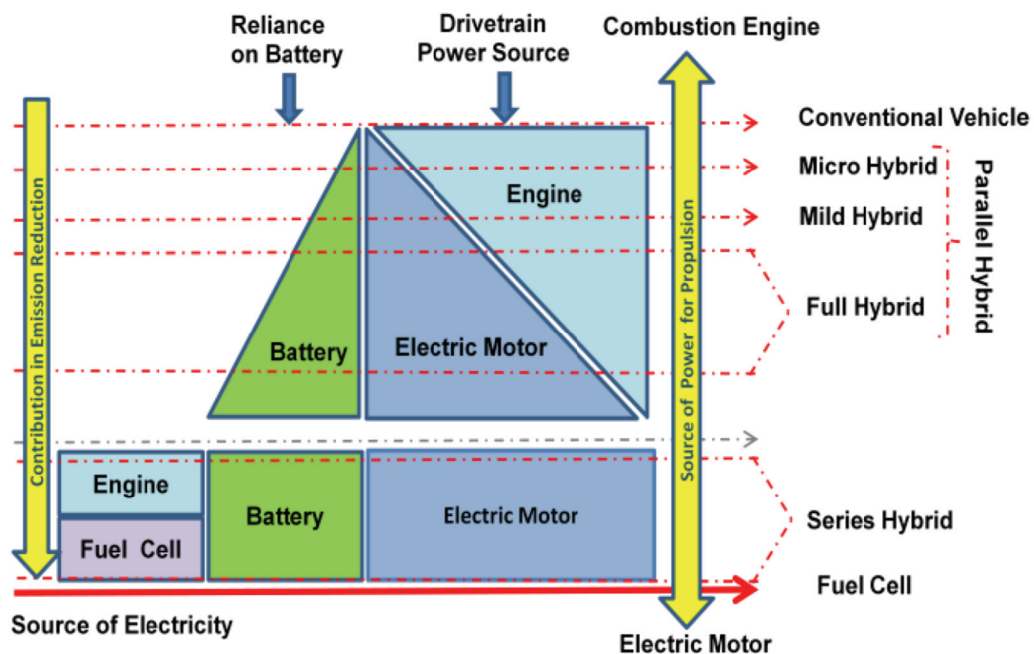 Reliance
on Battery
Drivetrain
Power Source
Combustion Engine
Conventional Vehicle
Micro Hybrid
Mild Hybrid
Full Hybrid
Parallel Hybrid
Contribution in Emission Reduction
Engine
Battery
Electric Motor
Source of Power for Propulsion
Engine
Fuel Cell
Battery
Electric Motor
Series Hybrid
Fuel Cell
Source of Electricity
Electric Motor